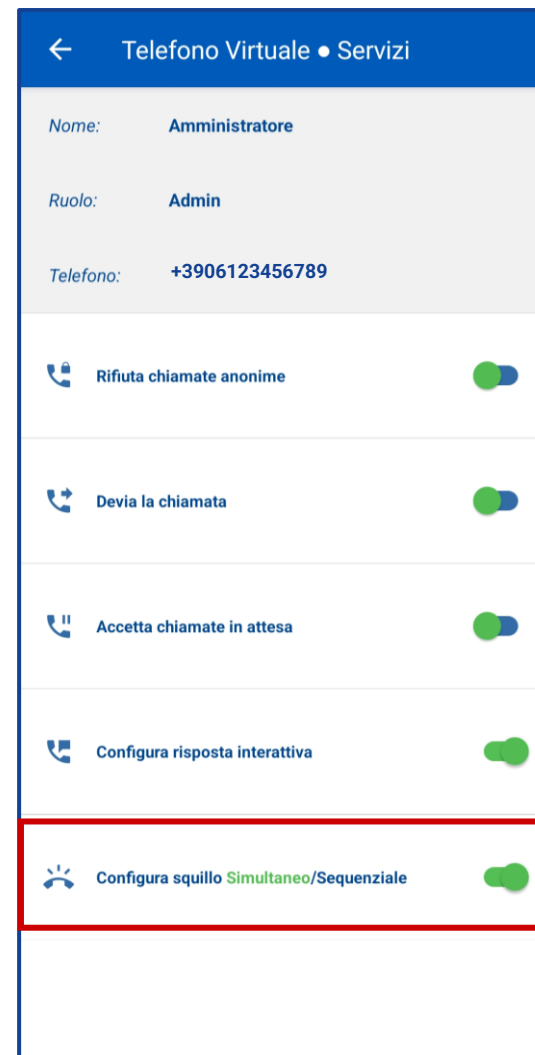 Telefono Virtuale ● Servizi
Nome: Amministratore
Ruolo: Admin
Telefono: +3906123456789
Rifiuta chiamate anonime
Devia la chiamata
Accetta chiamate in attesa
Configura risposta interattiva
Configura squillo Simultaneo/Sequenziale